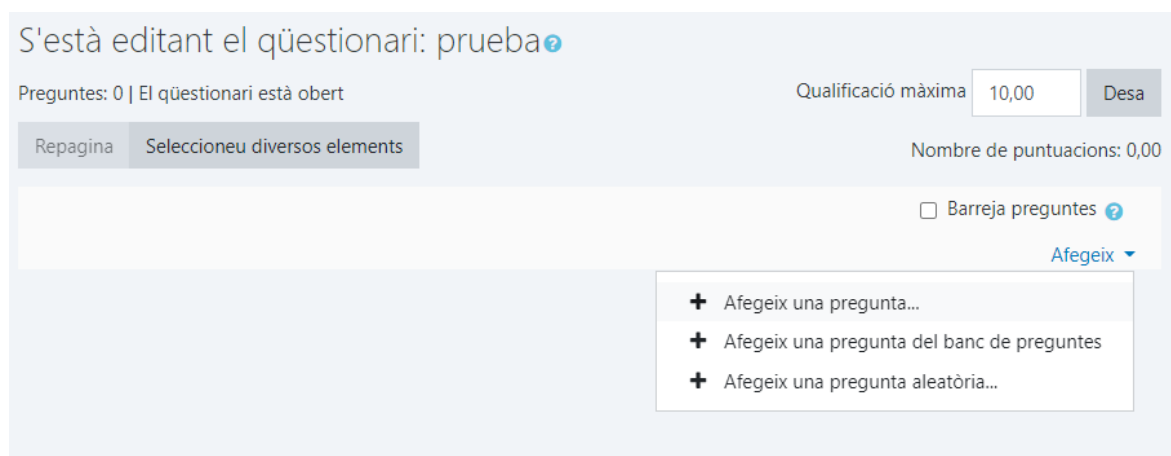 S'està editant el qüestionari: prueba
Preguntes: 0 | El qüestionari està obert
Qualificació màxima 10,00 Desa
Repagina Seleccioneu diversos elements
Nombre de puntuacions: 0,00
Barreja preguntes
Afegeix
Afegeix una pregunta...
Afegeix una pregunta del banc de preguntes
Afegeix una pregunta aleatòria...